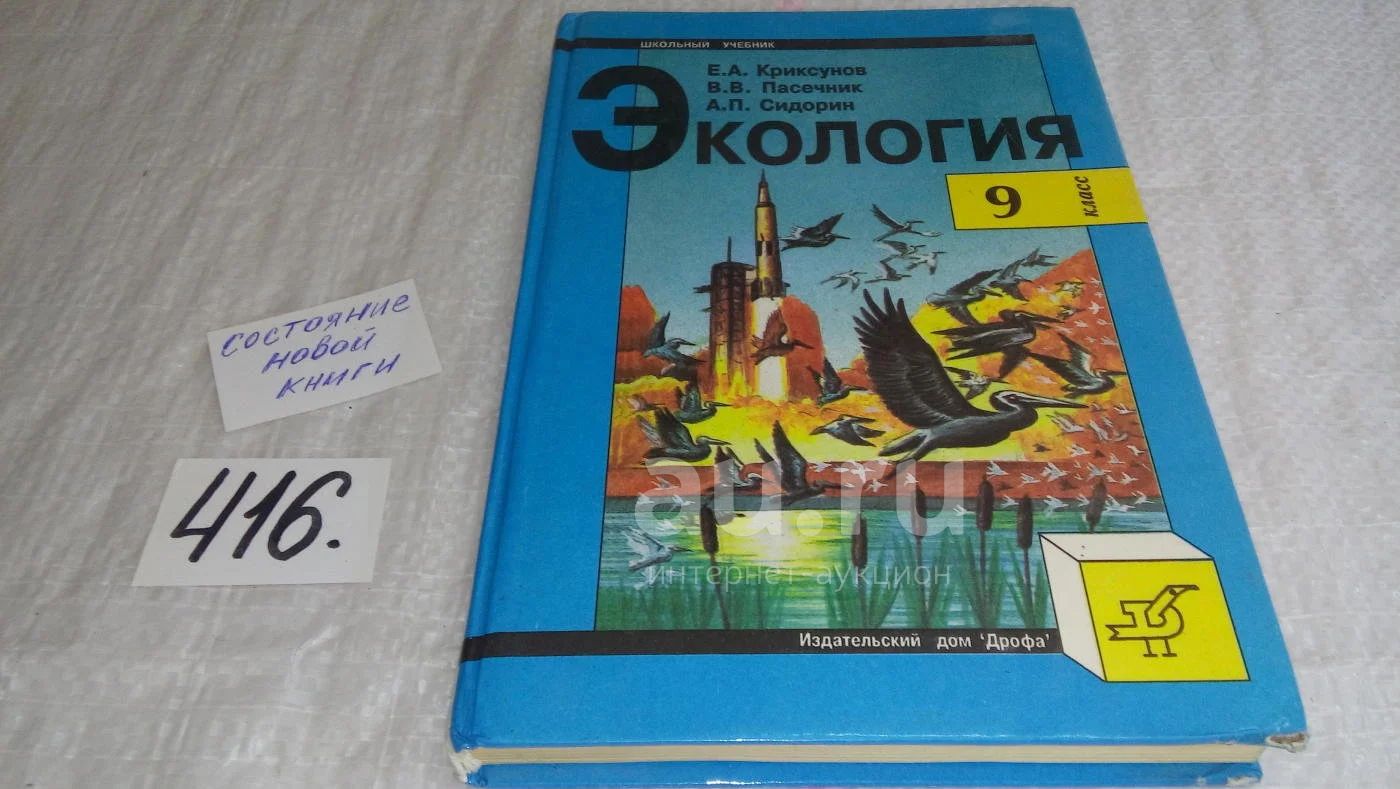 ШКОЛЬНЫЙ УЧЕБНИК
Е.А. Криксунов
В.В. Пасечник
А.П. Сидорин
Экология
9 класс
состояние
новой
книги
416.
au.ru
интернет-аукцион
Издательский дом 'Дрофа'